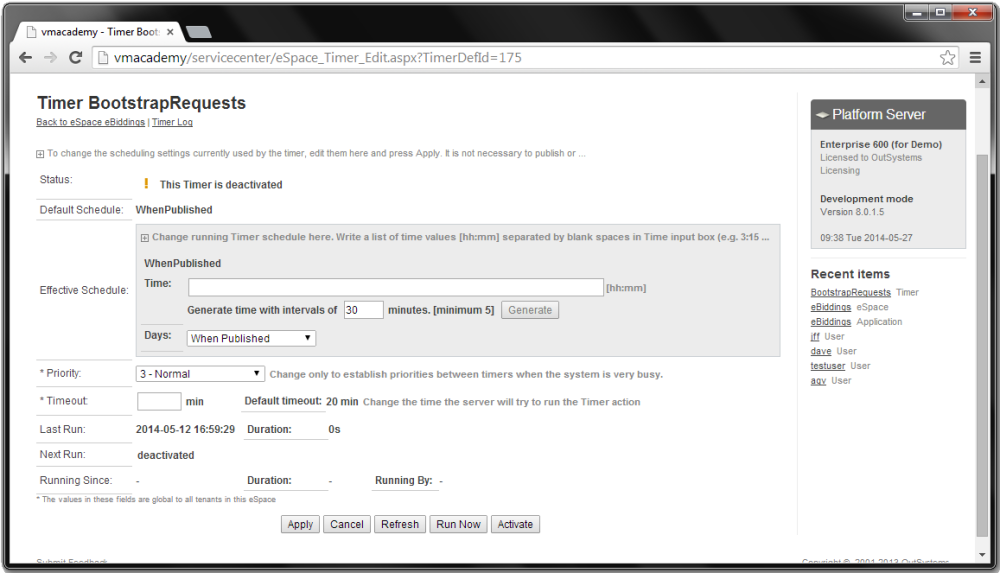 vmacademy - Timer Boot
vmacademy/servicecenter/eSpace_Timer_Edit.aspx?TimerDefId=175
Timer BootstrapRequests
Back to eSpace eBiddings | Timer Log
To change the scheduling settings currently used by the timer, edit them here and press Apply. It is not necessary to publish or ...
Status: ! This Timer is deactivated
Default Schedule: WhenPublished
Change running Timer schedule here. Write a list of time values [hh:mm] separated by blank spaces in Time input box (e.g. 3:15 ...
WhenPublished
Effective Schedule:
Time: [hh:mm]
Generate time with intervals of 30 minutes. [minimum 5] Generate
Days: When Published
* Priority: 3 - Normal Change only to establish priorities between timers when the system is very busy.
* Timeout: min Default timeout: 20 min Change the time the server will try to run the Timer action
Last Run: 2014-05-12 16:59:29 Duration: 0s
Next Run: deactivated
Running Since: - Duration: - Running By: -
* The values in these fields are global to all tenants in this eSpace
Apply Cancel Refresh Run Now Activate
Platform Server
Enterprise 600 (for Demo)
Licensed to OutSystems
Licensing
Development mode
Version 8.0.1.5
09:38 Tue 2014-05-27
Recent items
BootstrapRequests Timer
eBiddings eSpace
eBiddings Application
jff User
dave User
testuser User
agv User
Submit Feedback
Copyright © 2001-2013 OutSystems